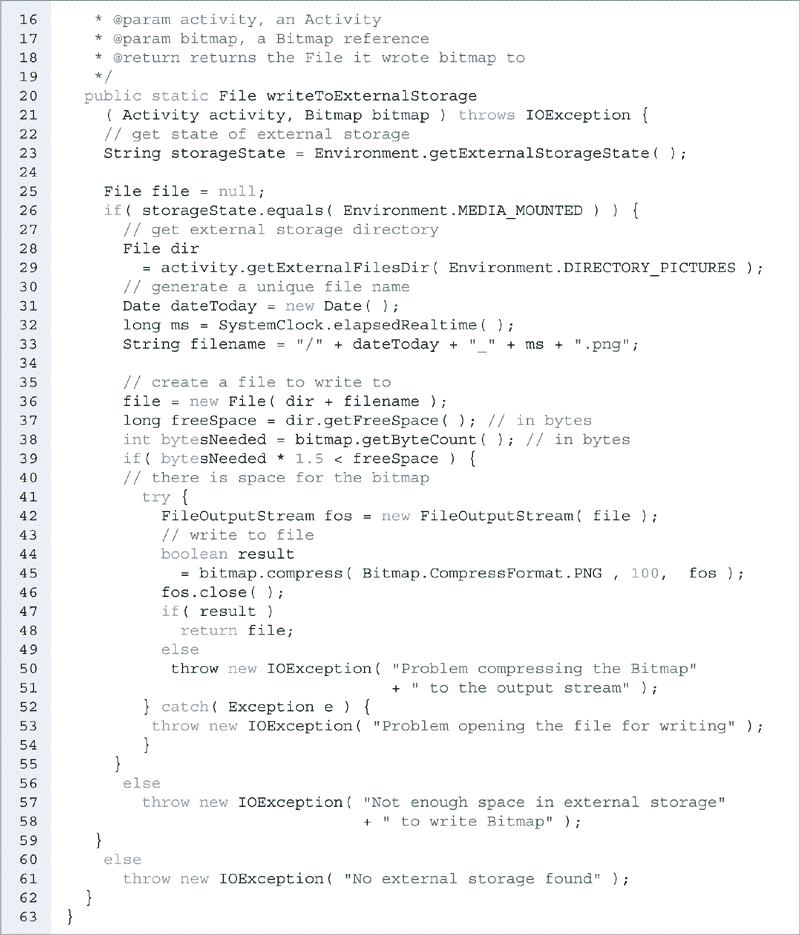 16 * @param activity, an Activity
17 * @param bitmap, a Bitmap reference
18 * @return returns the File it wrote bitmap to
19 */
20 public static File writeToExternalStorage
21 ( Activity activity, Bitmap bitmap ) throws IOException {
22 // get state of external storage
23 String storageState = Environment.getExternalStorageState( );
24
25 File file = null;
26 if( storageState.equals( Environment.MEDIA_MOUNTED ) ) {
27 // get external storage directory
28 File dir
29 = activity.getExternalFilesDir( Environment.DIRECTORY_PICTURES );
30 // generate a unique file name
31 Date dateToday = new Date( );
32 long ms = SystemClock.elapsedRealtime( );
33 String filename = "/" + dateToday + "_" + ms + ".png";
34
35 // create a file to write to
36 file = new File( dir + filename );
37 long freeSpace = dir.getFreeSpace( ); // in bytes
38 int bytesNeeded = bitmap.getByteCount( ); // in bytes
39 if( bytesNeeded * 1.5 < freeSpace ) {
40 // there is space for the bitmap
41 try {
42 FileOutputStream fos = new FileOutputStream( file );
43 // write to file
44 boolean result
45 = bitmap.compress( Bitmap.CompressFormat.PNG , 100, fos );
46 fos.close( );
47 if( result )
48 return file;
49 else
50 throw new IOException( "Problem compressing the Bitmap"
51 + " to the output stream" );
52 } catch( Exception e ) {
53 throw new IOException( "Problem opening the file for writing" );
54 }
55 }
56 else
57 throw new IOException( "Not enough space in external storage"
58 + " to write Bitmap" );
59 }
60 else
61 throw new IOException( "No external storage found" );
62 }
63 }